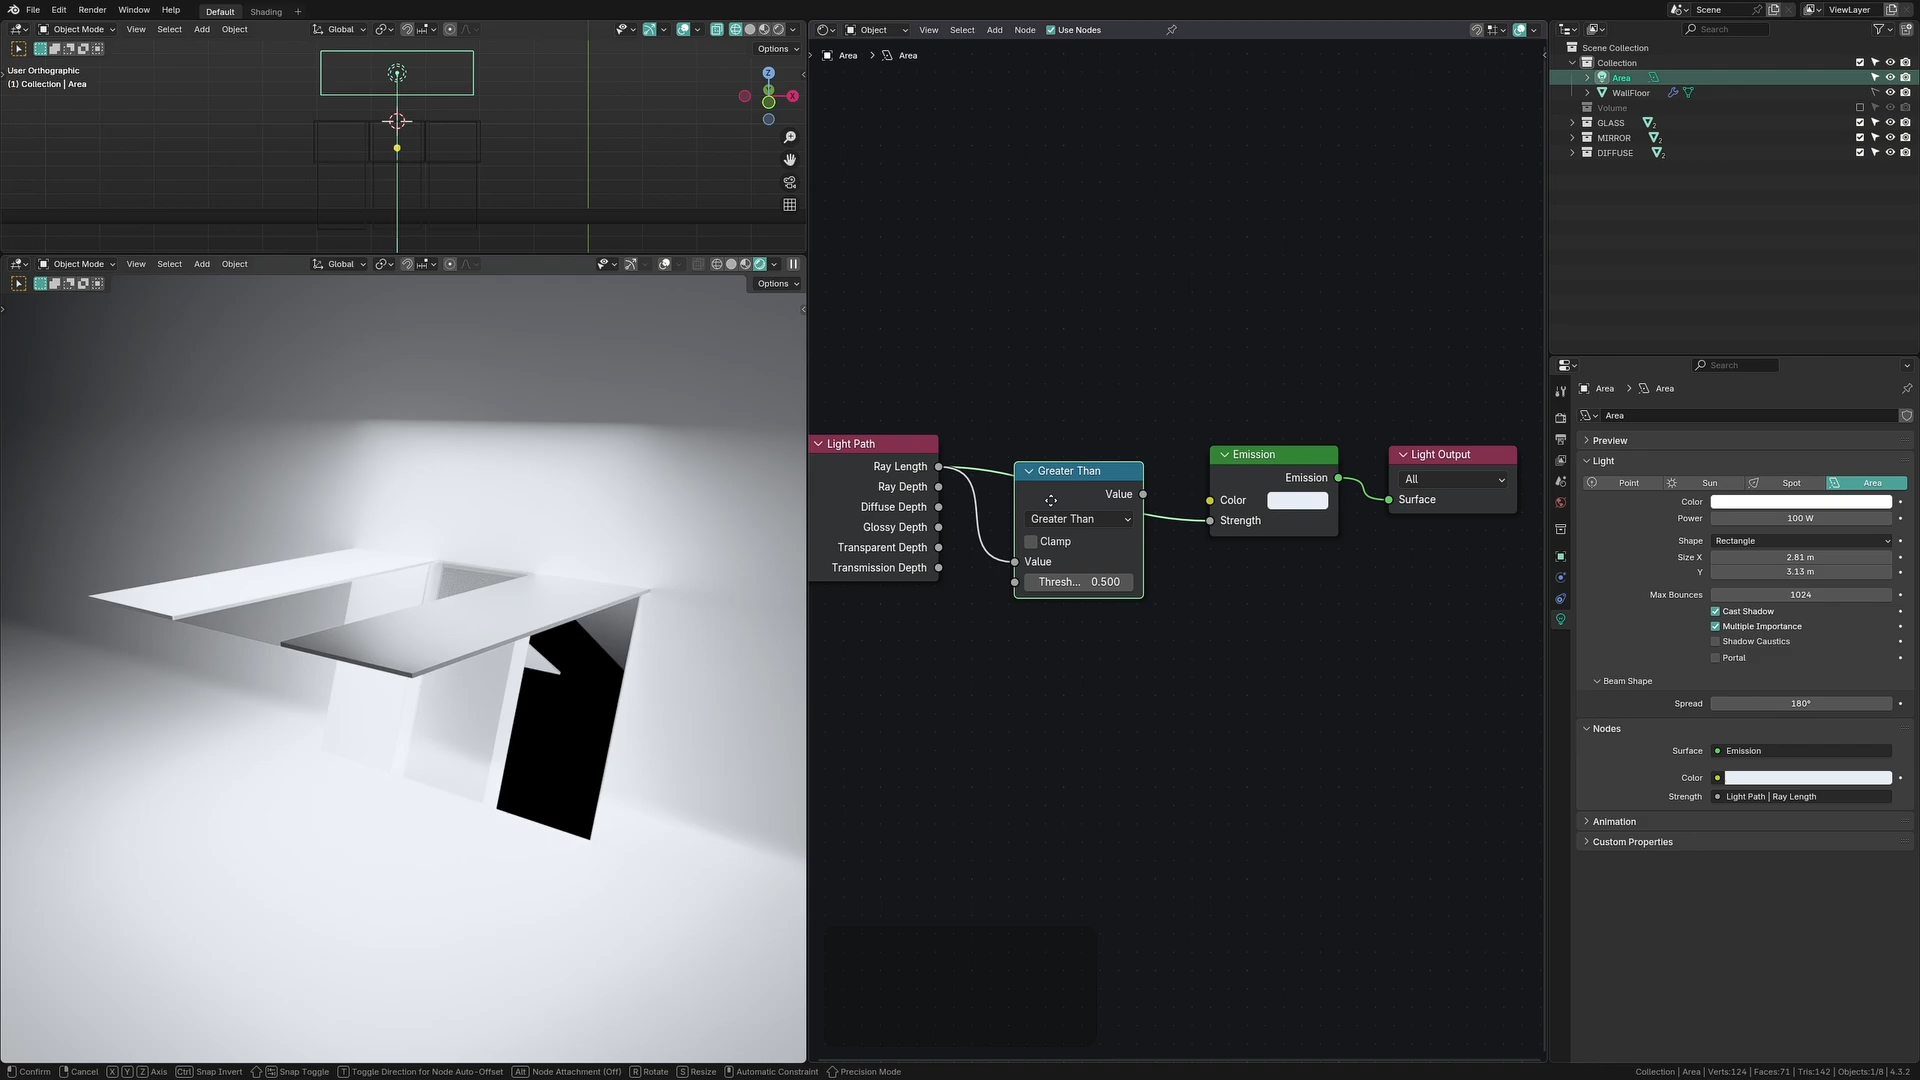 File Edit Render Window Help Default Shading + Scene ViewLayer
Object Mode View Select Add Object Global
Options
User Orthographic
(1) Collection | Area
Z
X
Object Mode View Select Add Object Global
Options
Object View Select Add Node Use Nodes
Area > Area
Light Path
Ray Length
Ray Depth
Diffuse Depth
Glossy Depth
Transparent Depth
Transmission Depth
Greater Than
Value
Greater Than
Clamp
Value
Thresh... 0.500
Emission
Emission
Color
Strength
Light Output
All
Surface
Search
Scene Collection
Collection
Area
WallFloor
Volume
GLASS 2
MIRROR 2
DIFFUSE 2
Search
Area > Area
Area
Preview
Light
Point Sun Spot Area
Color
Power 100 W
Shape Rectangle
Size X 2.81 m
Y 3.13 m
Max Bounces 1024
Cast Shadow
Multiple Importance
Shadow Caustics
Portal
Beam Shape
Spread 180°
Nodes
Surface Emission
Color
Strength Light Path | Ray Length
Animation
Custom Properties
Confirm Cancel X Y Z Axis Ctrl Snap Invert Snap Toggle T Toggle Direction for Node Auto-Offset Alt Node Attachment (Off) R Rotate S Resize Automatic Constraint Precision Mode Collection | Area | Verts:124 | Faces:71 | Tris:142 | Objects:1/8 | 4.3.2